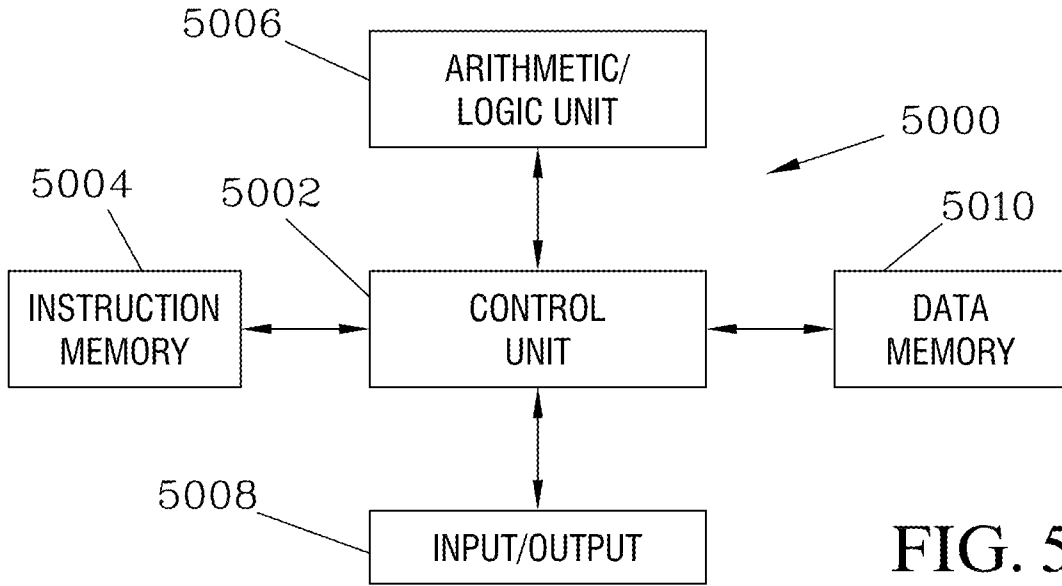 5006
ARITHMETIC/
LOGIC UNIT
5000
5004
5002
5010
INSTRUCTION
MEMORY
CONTROL
UNIT
DATA
MEMORY
5008
INPUT/OUTPUT
FIG. 5